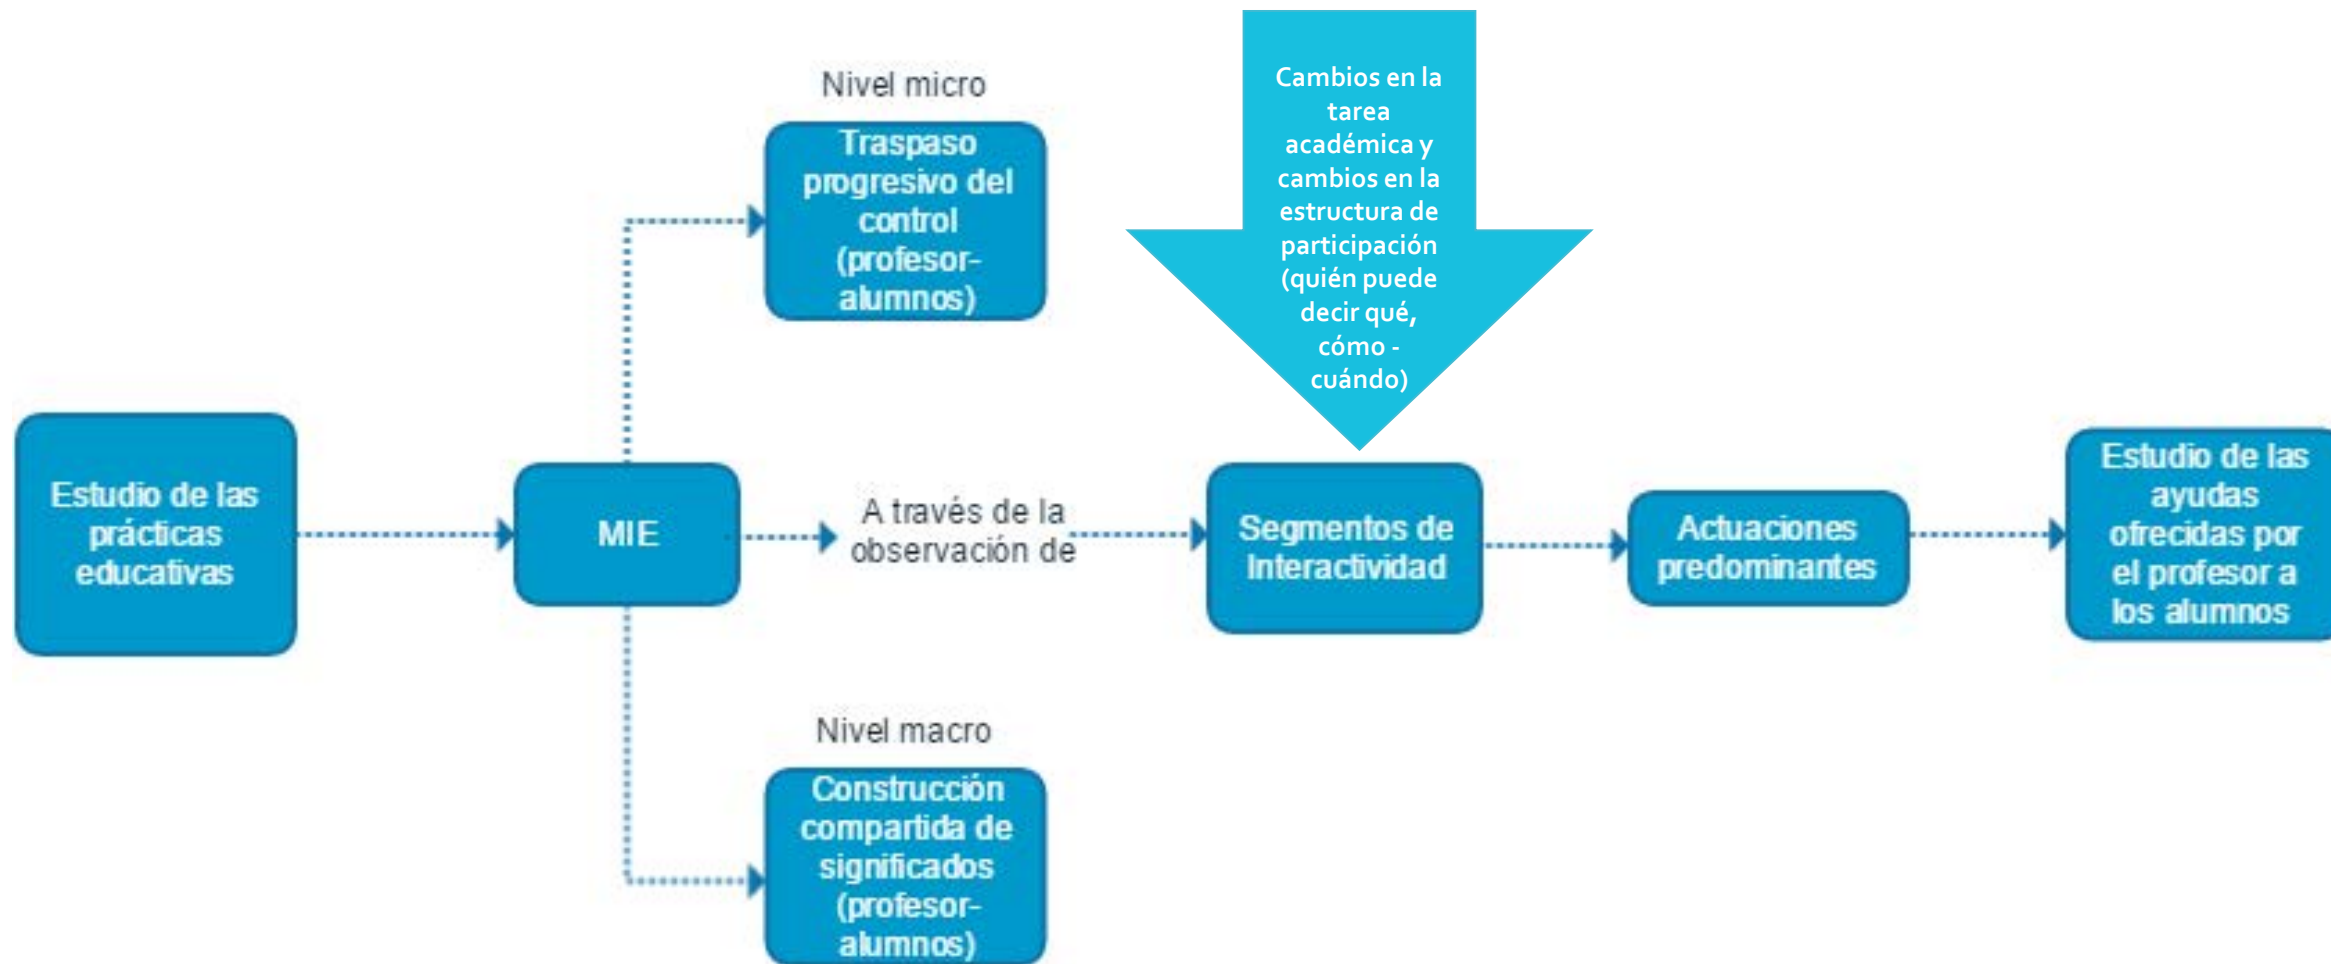 Estudio de las
prácticas
educativas
MIE
Nivel micro
Traspaso
progresivo del
control
(profesor-
alumnos)
A través de la
observación de
Nivel macro
Construcción
compartida de
significados
(profesor-
alumnos)
Cambios en la
tarea
académica y
cambios en la
estructura de
participación
(quién puede
decir qué,
cómo -
cuándo)
Segmentos de
Interactividad
Actuaciones
predominantes
Estudio de las
ayudas
ofrecidas por
el profesor a
los alumnos